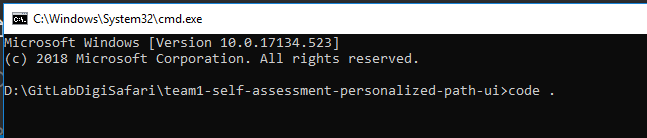 C:\Windows\System32\cmd.exe
Microsoft Windows [Version 10.0.17134.523]
(c) 2018 Microsoft Corporation. All rights reserved.
D:\GitLabDigiSafari\team1-self-assessment-personalized-path-ui>code .